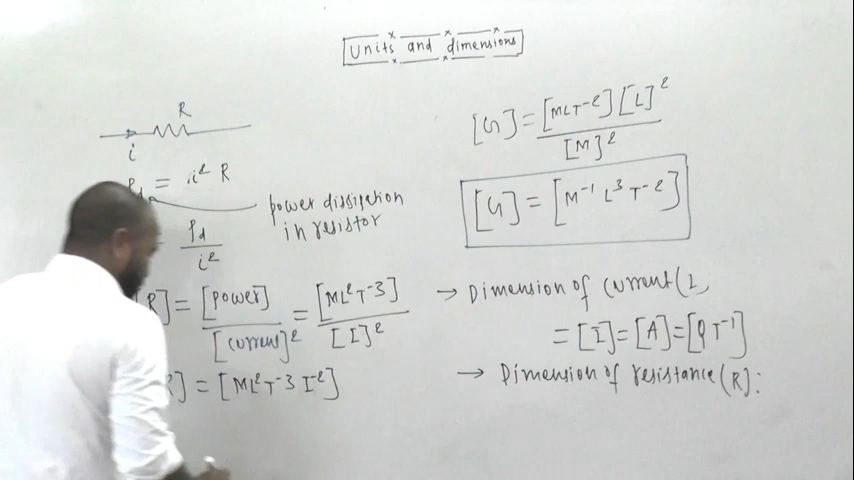 Units and dimensions
R
i
Pd = i² R
power dissipation
in resistor
Pd
i²
R] = [power] / [current]² = [ML²T⁻³] / [I]²
R] = [ML²T⁻³ I⁻²]
[G] = [MLT⁻²] [L]² / [M]²
[G] = [M⁻¹ L³ T⁻²]
→ Dimension of current (I,
= [I] = [A] = [Q T⁻¹]
→ Dimension of resistance (R):